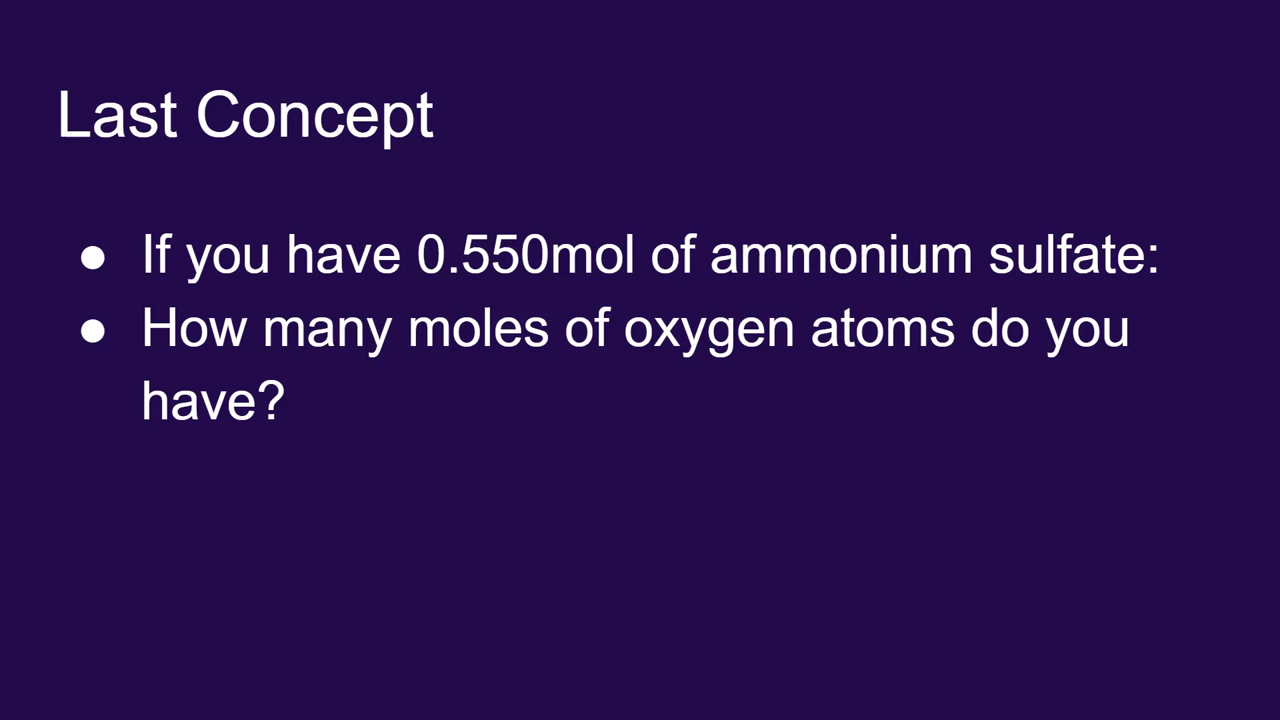 Last Concept
● If you have 0.550mol of ammonium sulfate:
● How many moles of oxygen atoms do you
have?